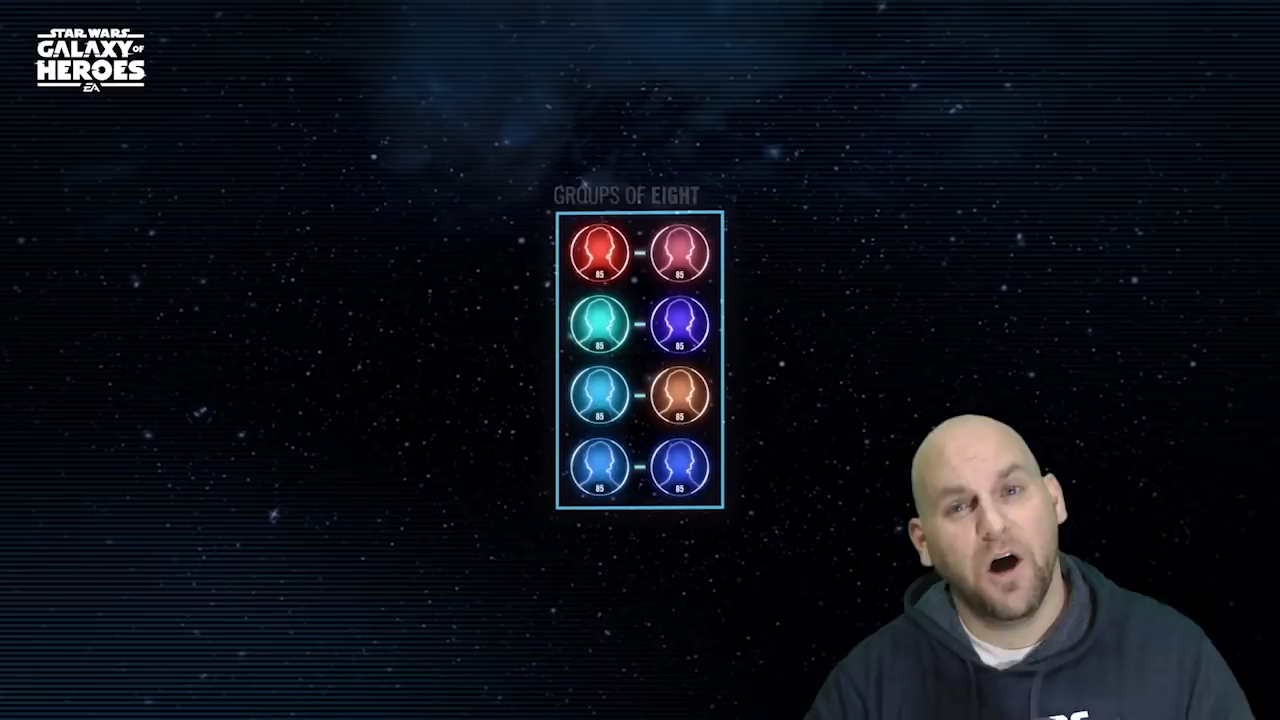 STAR WARS
GALAXY OF
HEROES
EA
GROUPS OF EIGHT
85 85
85 85
85 85
85 85